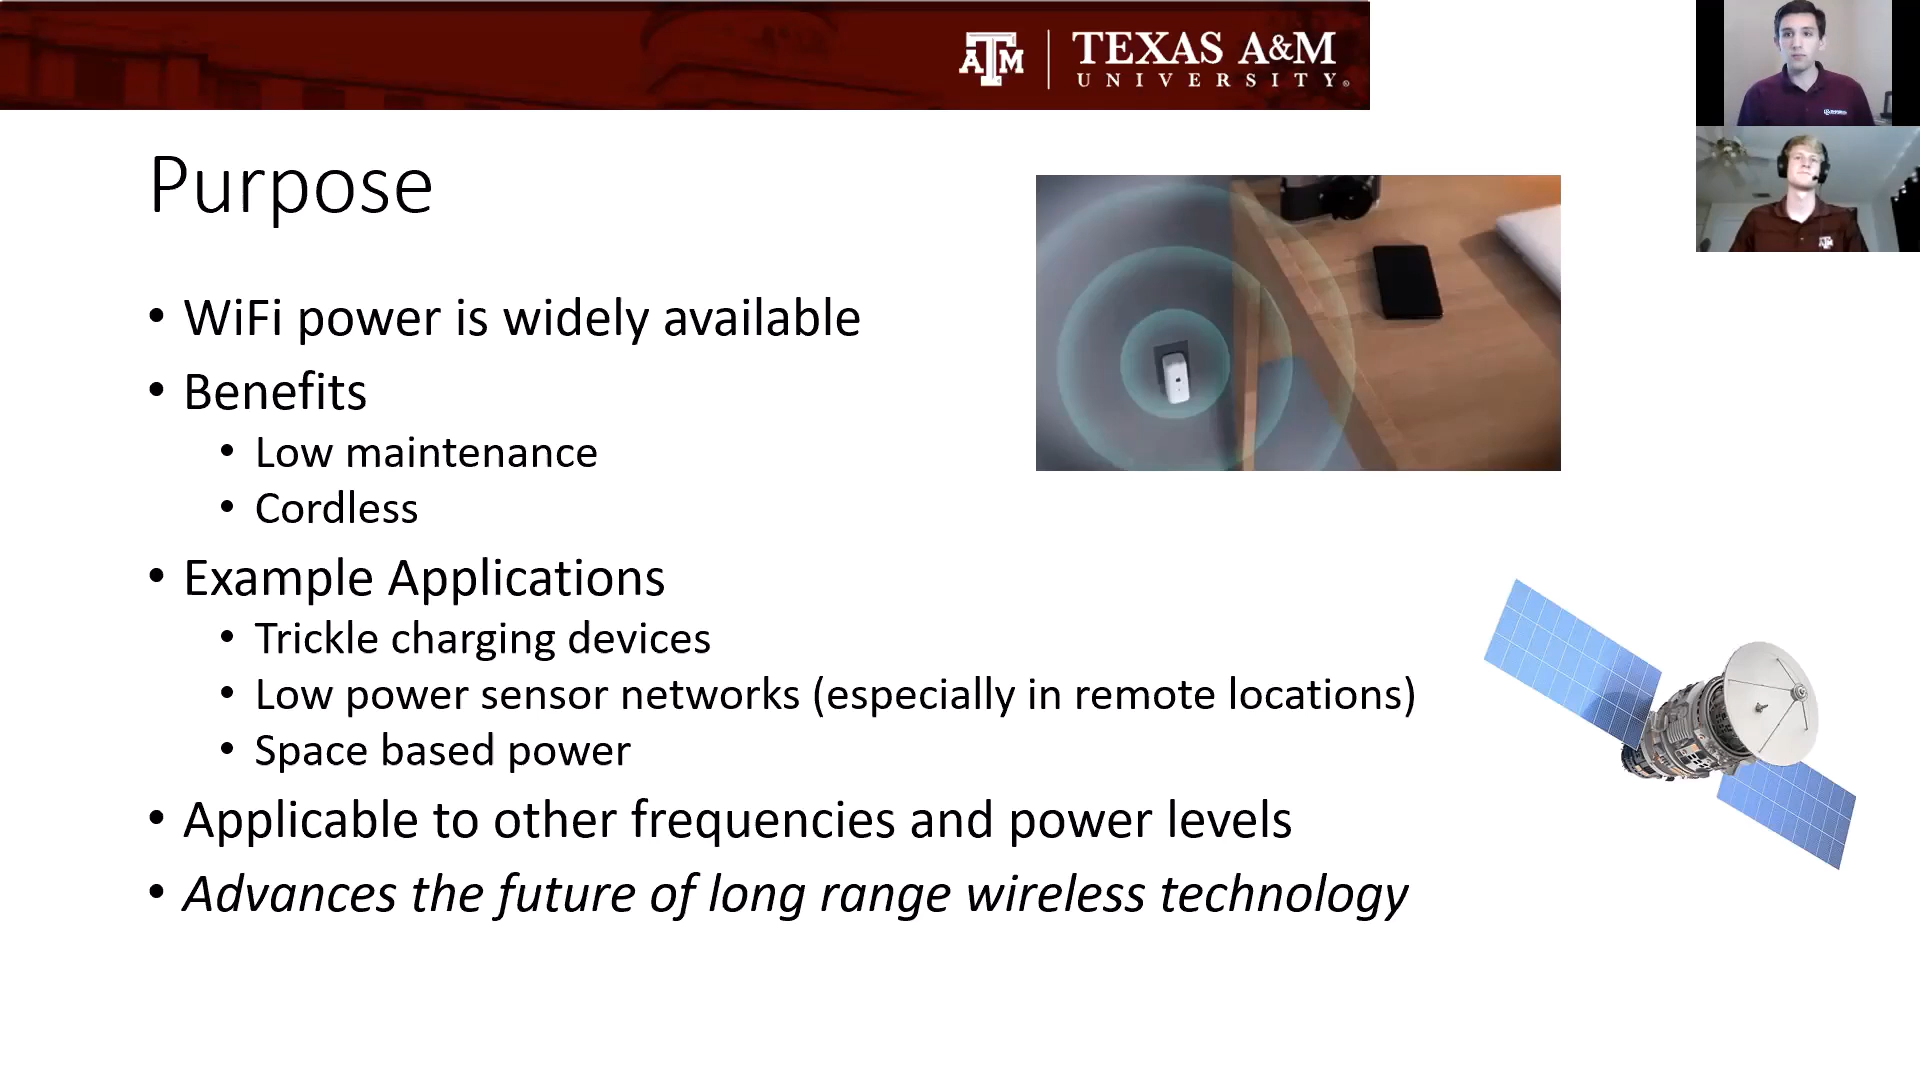 ATM | TEXAS A&M
UNIVERSITY®
Purpose
• WiFi power is widely available
• Benefits
• Low maintenance
• Cordless
• Example Applications
• Trickle charging devices
• Low power sensor networks (especially in remote locations)
• Space based power
• Applicable to other frequencies and power levels
• Advances the future of long range wireless technology
ATM